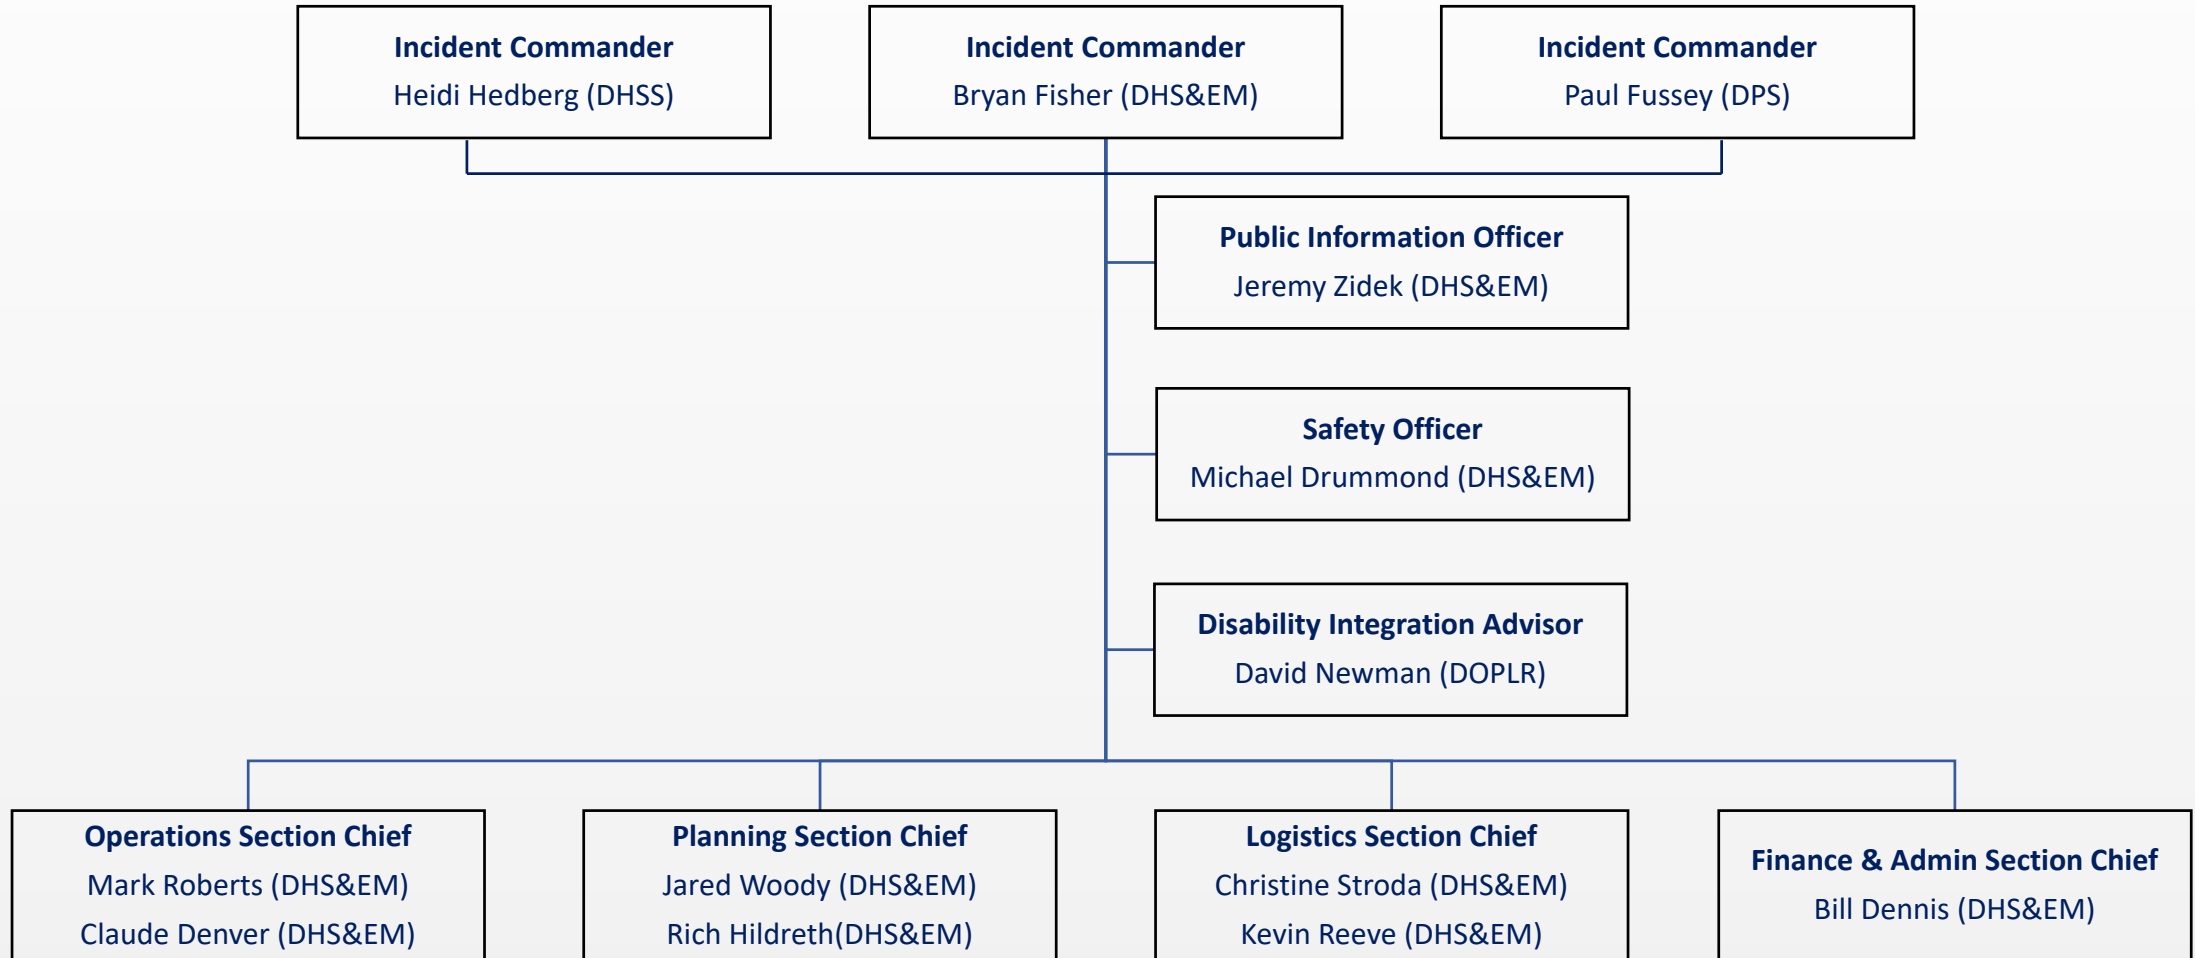 Incident Commander
Heidi Hedberg (DHSS)
Incident Commander
Bryan Fisher (DHS&EM)
Incident Commander
Paul Fussey (DPS)
Public Information Officer
Jeremy Zidek (DHS&EM)
Safety Officer
Michael Drummond (DHS&EM)
Disability Integration Advisor
David Newman (DOPLR)
Operations Section Chief
Mark Roberts (DHS&EM)
Claude Denver (DHS&EM)
Planning Section Chief
Jared Woody (DHS&EM)
Rich Hildreth(DHS&EM)
Logistics Section Chief
Christine Stroda (DHS&EM)
Kevin Reeve (DHS&EM)
Finance & Admin Section Chief
Bill Dennis (DHS&EM)